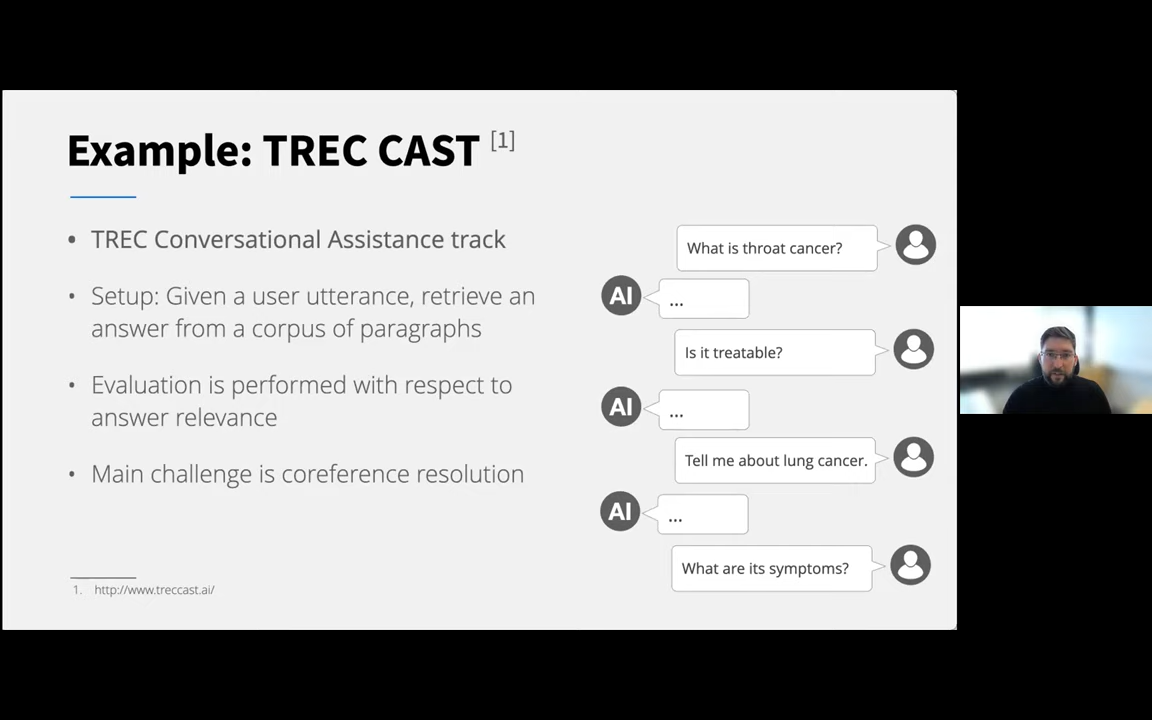 Example: TREC CAST [1]
• TREC Conversational Assistance track
• Setup: Given a user utterance, retrieve an
answer from a corpus of paragraphs
• Evaluation is performed with respect to
answer relevance
• Main challenge is coreference resolution
1. http://www.treccast.ai/
What is throat cancer?
AI ...
Is it treatable?
AI ...
Tell me about lung cancer.
AI ...
What are its symptoms?